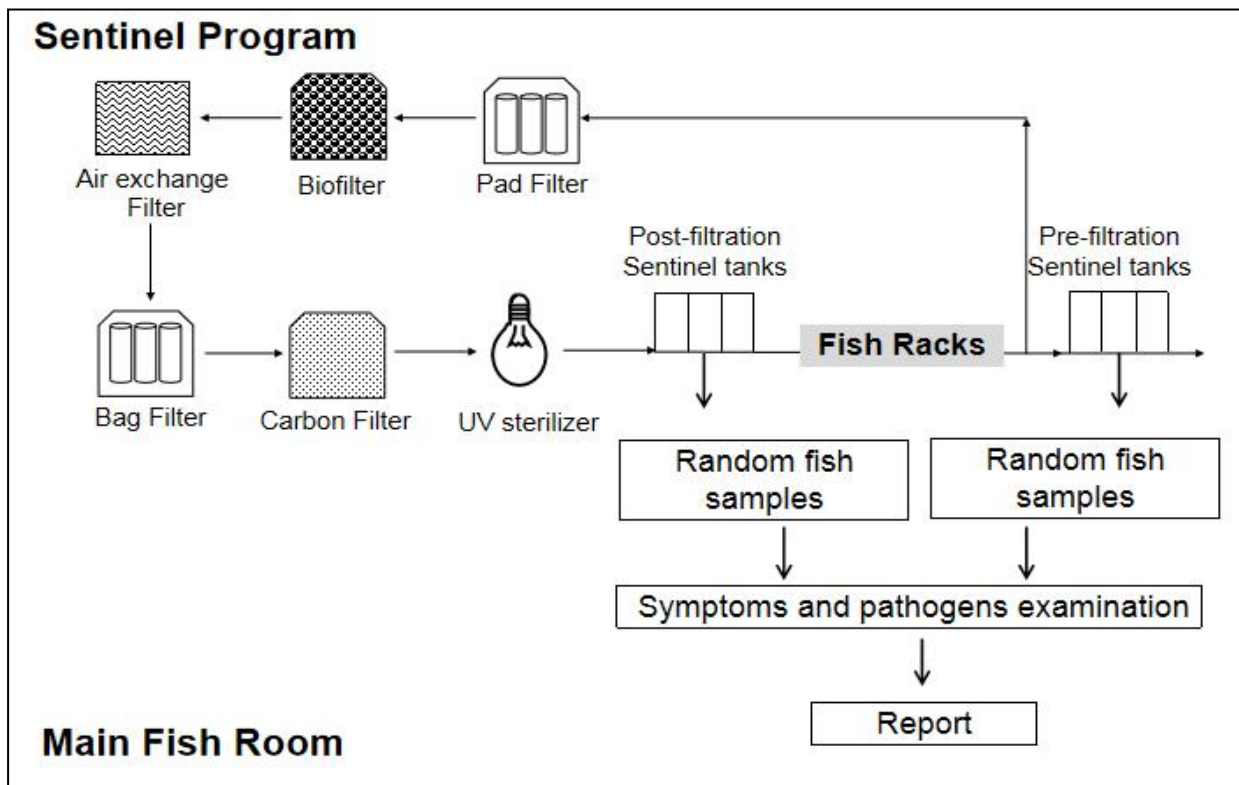 Sentinel Program
Air exchange
Filter
Biofilter
Pad Filter
Post-filtration
Sentinel tanks
Pre-filtration
Sentinel tanks
Bag Filter
Carbon Filter
UV sterilizer
Fish Racks
Random fish
samples
Random fish
samples
Symptoms and pathogens examination
Report
Main Fish Room